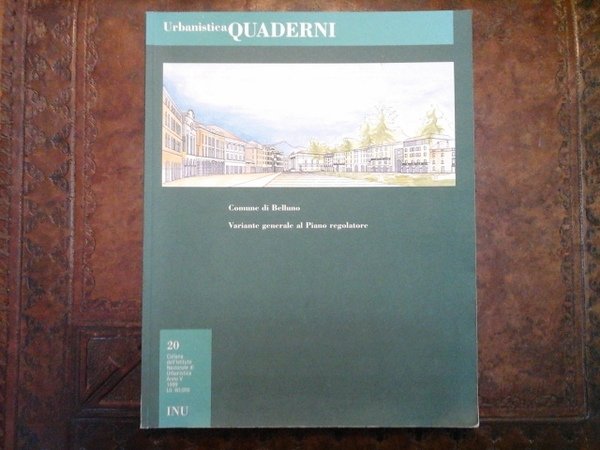 Urbanistica QUADERNI
Comune di Belluno
Variante generale al Piano regolatore
20
Collana
dell'Istituto
Nazionale di
Urbanistica
Anno V
1999
INU